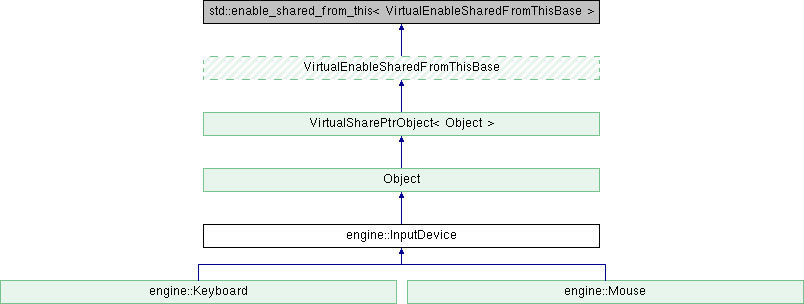 std::enable_shared_from_this< VirtualEnableSharedFromThisBase >
VirtualEnableSharedFromThisBase
VirtualSharePtrObject< Object >
Object
engine::InputDevice
engine::Keyboard
engine::Mouse